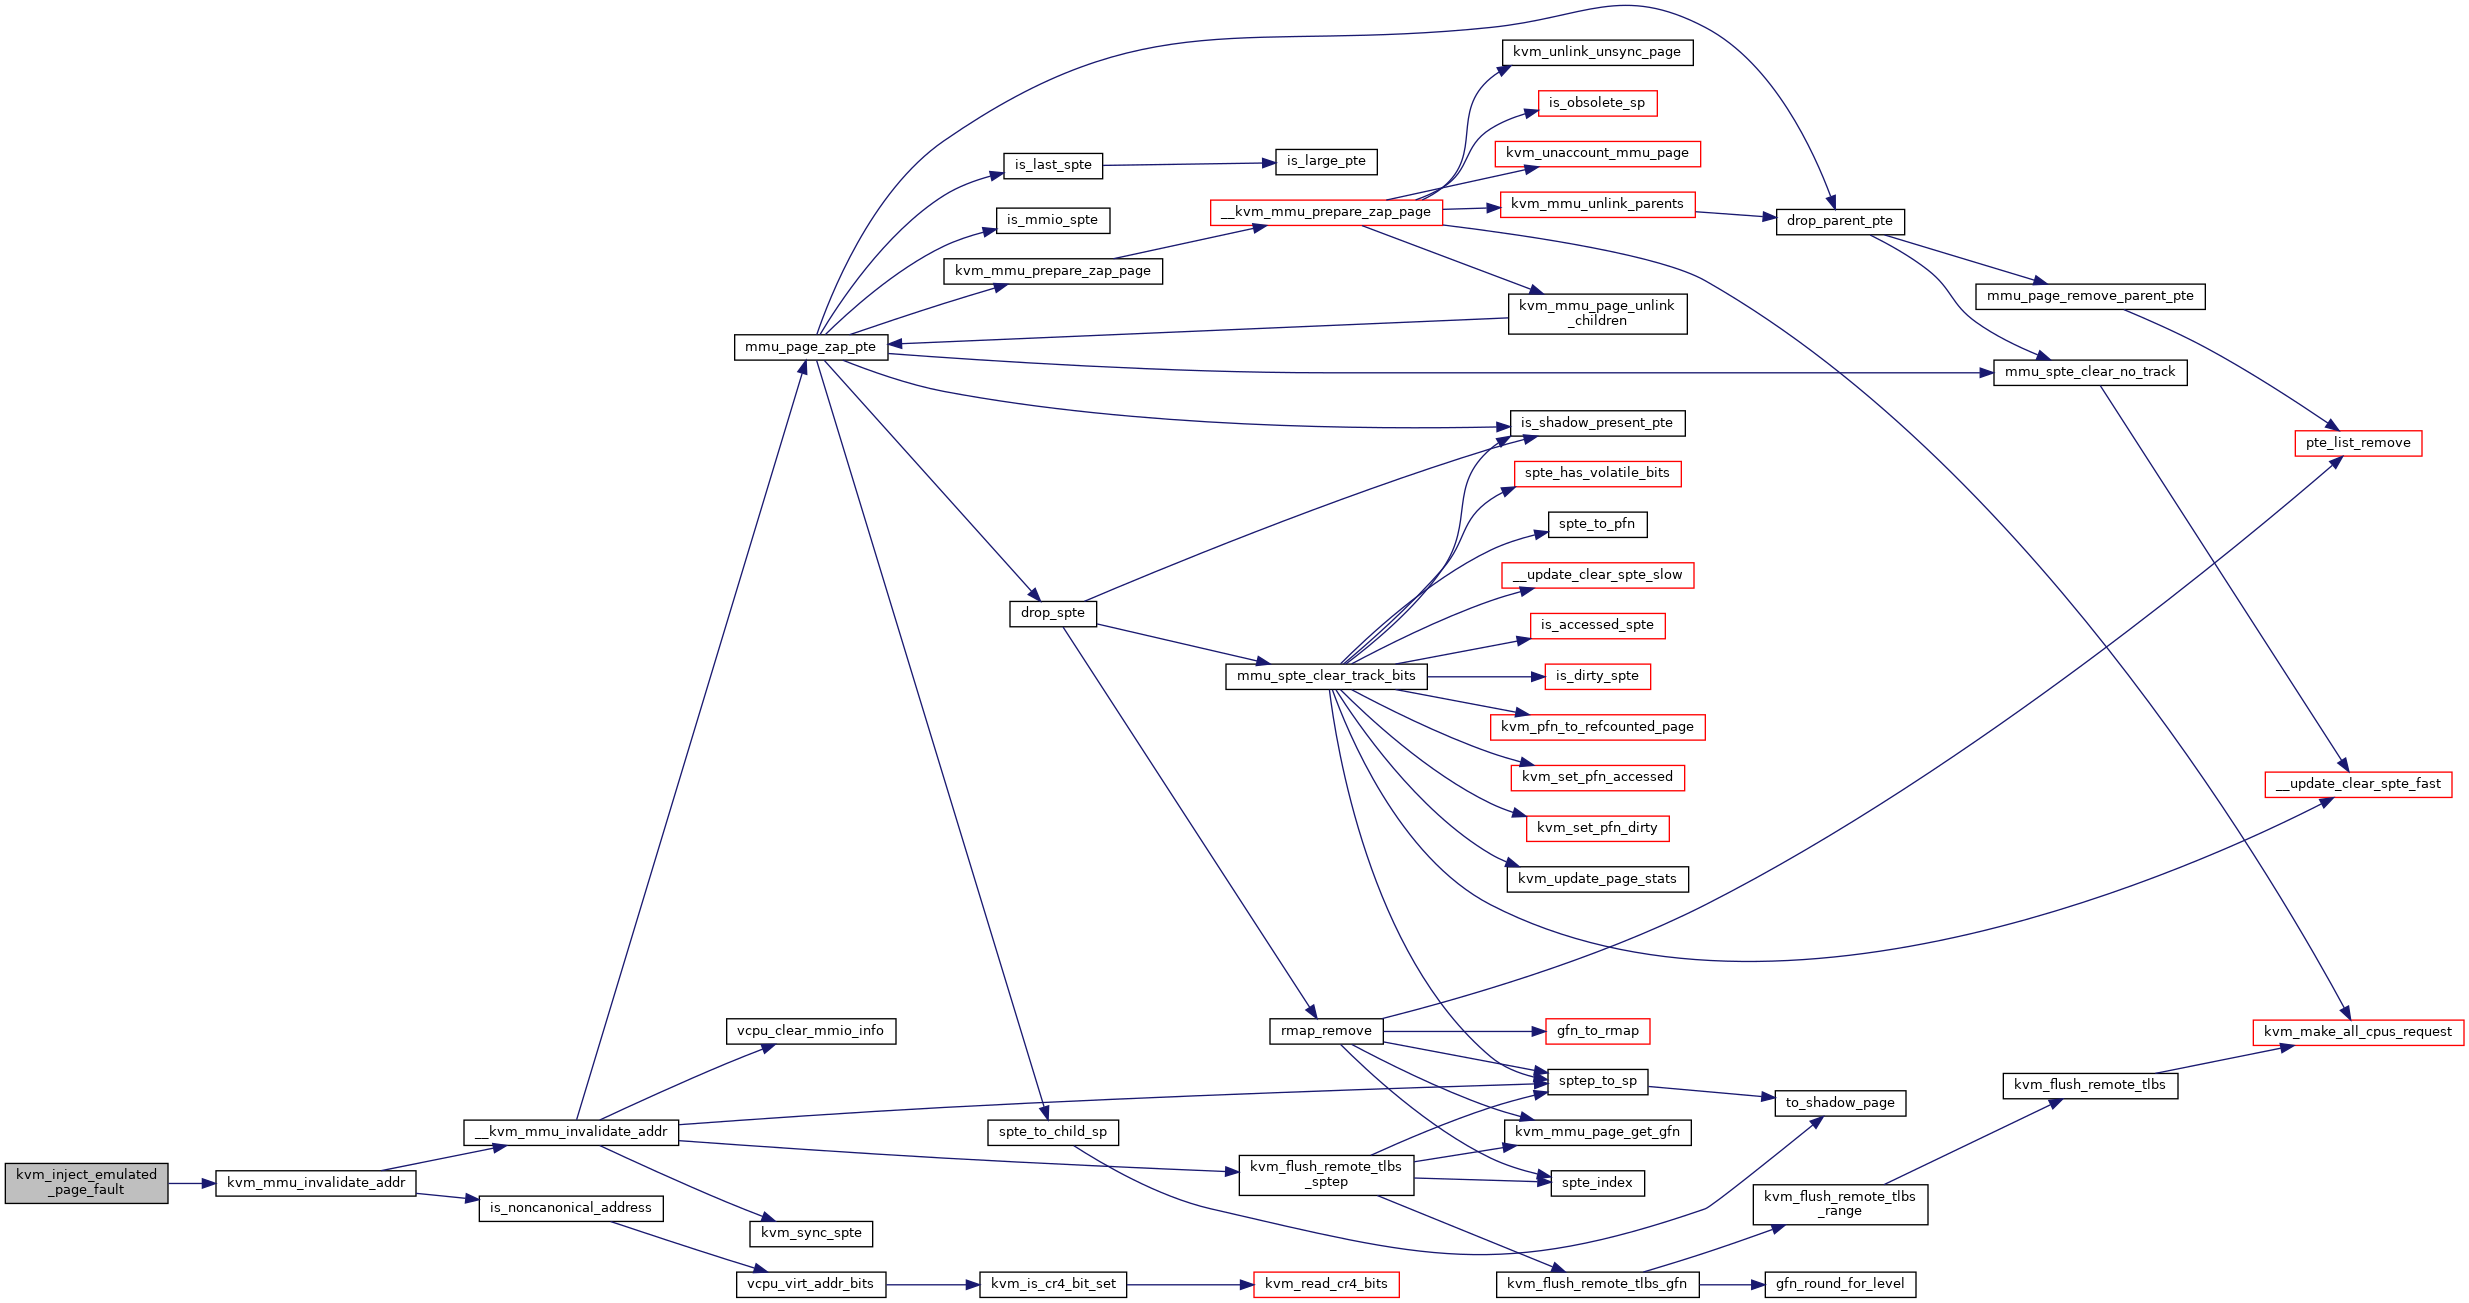 kvm_unlink_unsync_page
is_obsolete_sp
kvm_unaccount_mmu_page
is_last_spte
is_large_pte
__kvm_mmu_prepare_zap_page
kvm_mmu_unlink_parents
is_mmio_spte
drop_parent_pte
kvm_mmu_prepare_zap_page
mmu_page_remove_parent_pte
kvm_mmu_page_unlink
_children
mmu_page_zap_pte
mmu_spte_clear_no_track
is_shadow_present_pte
pte_list_remove
spte_has_volatile_bits
spte_to_pfn
__update_clear_spte_slow
drop_spte
is_accessed_spte
mmu_spte_clear_track_bits
is_dirty_spte
kvm_pfn_to_refcounted_page
kvm_set_pfn_accessed
__update_clear_spte_fast
kvm_set_pfn_dirty
kvm_update_page_stats
vcpu_clear_mmio_info
rmap_remove
gfn_to_rmap
kvm_make_all_cpus_request
sptep_to_sp
kvm_flush_remote_tlbs
to_shadow_page
__kvm_mmu_invalidate_addr
spte_to_child_sp
kvm_mmu_page_get_gfn
kvm_inject_emulated
_page_fault
kvm_mmu_invalidate_addr
kvm_flush_remote_tlbs
_sptep
spte_index
is_noncanonical_address
kvm_flush_remote_tlbs
_range
kvm_sync_spte
vcpu_virt_addr_bits
kvm_is_cr4_bit_set
kvm_read_cr4_bits
kvm_flush_remote_tlbs_gfn
gfn_round_for_level